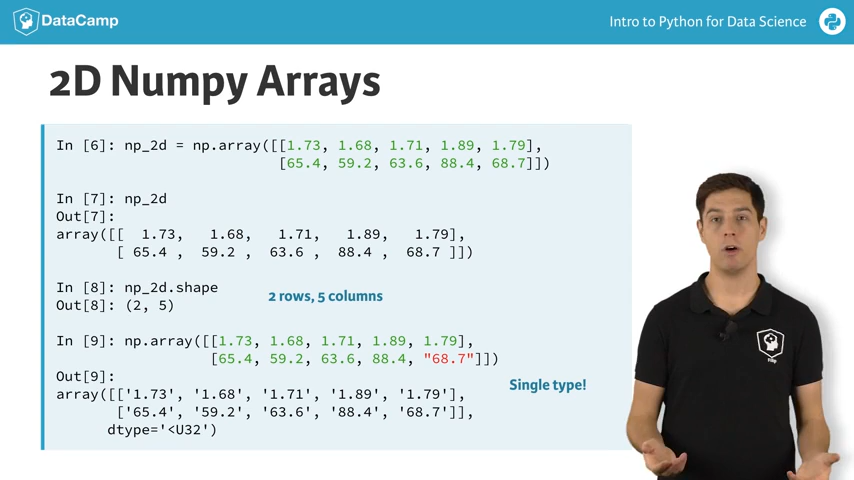 DataCamp
Intro to Python for Data Science
2D Numpy Arrays
In [6]: np_2d = np.array([[1.73, 1.68, 1.71, 1.89, 1.79],
[65.4, 59.2, 63.6, 88.4, 68.7]])
In [7]: np_2d
Out[7]:
array([[ 1.73, 1.68, 1.71, 1.89, 1.79],
[ 65.4 , 59.2 , 63.6 , 88.4 , 68.7 ]])
In [8]: np_2d.shape
2 rows, 5 columns
Out[8]: (2, 5)
In [9]: np.array([[1.73, 1.68, 1.71, 1.89, 1.79],
[65.4, 59.2, 63.6, 88.4, "68.7"]])
Out[9]:
Single type!
array([['1.73', '1.68', '1.71', '1.89', '1.79'],
['65.4', '59.2', '63.6', '88.4', '68.7']],
dtype='<U32')
Filip